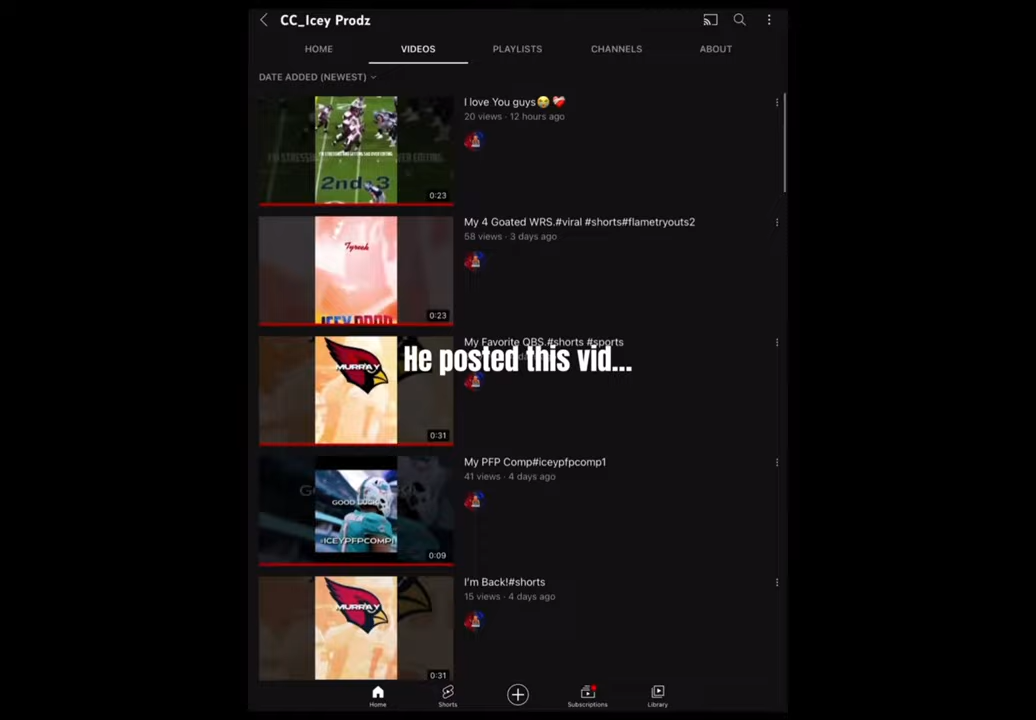 CC_Icey Prodz
HOME VIDEOS PLAYLISTS CHANNELS ABOUT
DATE ADDED (NEWEST)
I love You guys😭❤️‍🩹
20 views · 12 hours ago
2nd 3
0:23
My 4 Goated WRS.#viral #shorts#flametryouts2
58 views · 3 days ago
Tyreek
0:23
My Favorite QBS.#shorts #sports
He posted this vid...
MURRAY
0:31
My PFP Comp#iceypfpcomp1
41 views · 4 days ago
GOOD LUCK
ICEYPFPCOMP1
0:09
I'm Back!#shorts
15 views · 4 days ago
MURRAY
0:31
Home Shorts Subscriptions Library